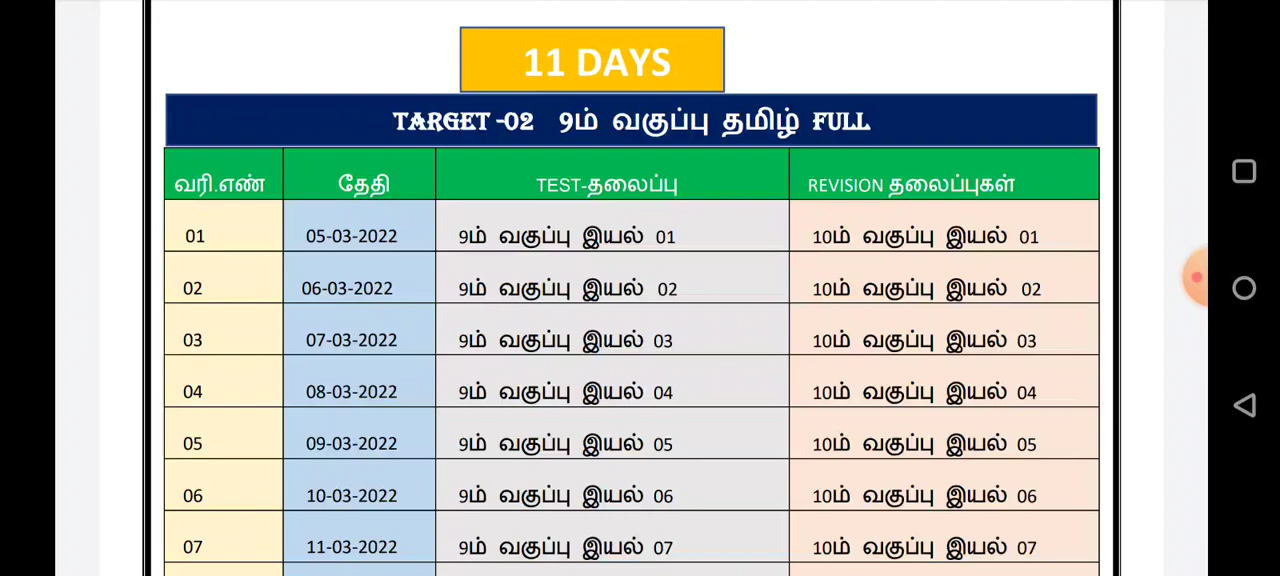 11 DAYS
TARGET -02 9ம் வகுப்பு தமிழ் FULL
வரி.எண் தேதி TEST-தலைப்பு REVISION தலைப்புகள்
01 05-03-2022 9ம் வகுப்பு இயல் 01 10ம் வகுப்பு இயல் 01
02 06-03-2022 9ம் வகுப்பு இயல் 02 10ம் வகுப்பு இயல் 02
03 07-03-2022 9ம் வகுப்பு இயல் 03 10ம் வகுப்பு இயல் 03
04 08-03-2022 9ம் வகுப்பு இயல் 04 10ம் வகுப்பு இயல் 04
05 09-03-2022 9ம் வகுப்பு இயல் 05 10ம் வகுப்பு இயல் 05
06 10-03-2022 9ம் வகுப்பு இயல் 06 10ம் வகுப்பு இயல் 06
07 11-03-2022 9ம் வகுப்பு இயல் 07 10ம் வகுப்பு இயல் 07